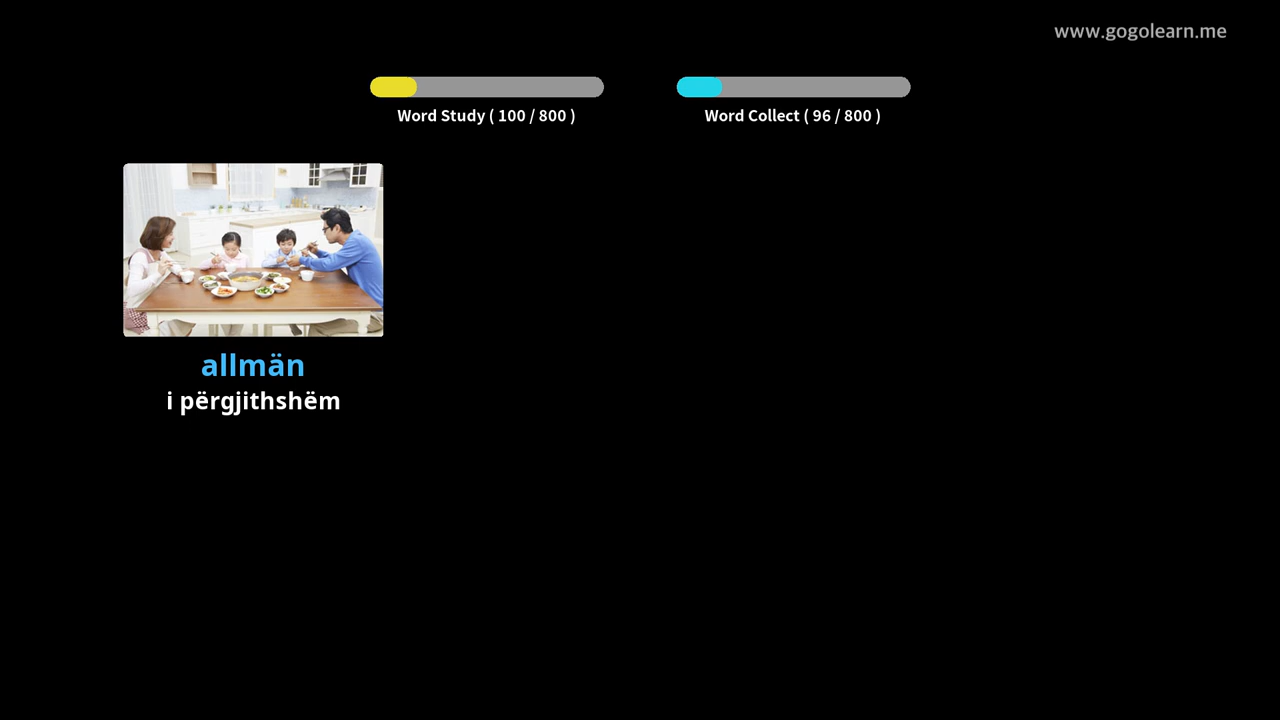 www.gogolearn.me
Word Study ( 100 / 800 )
Word Collect ( 96 / 800 )
allmän
i përgjithshëm